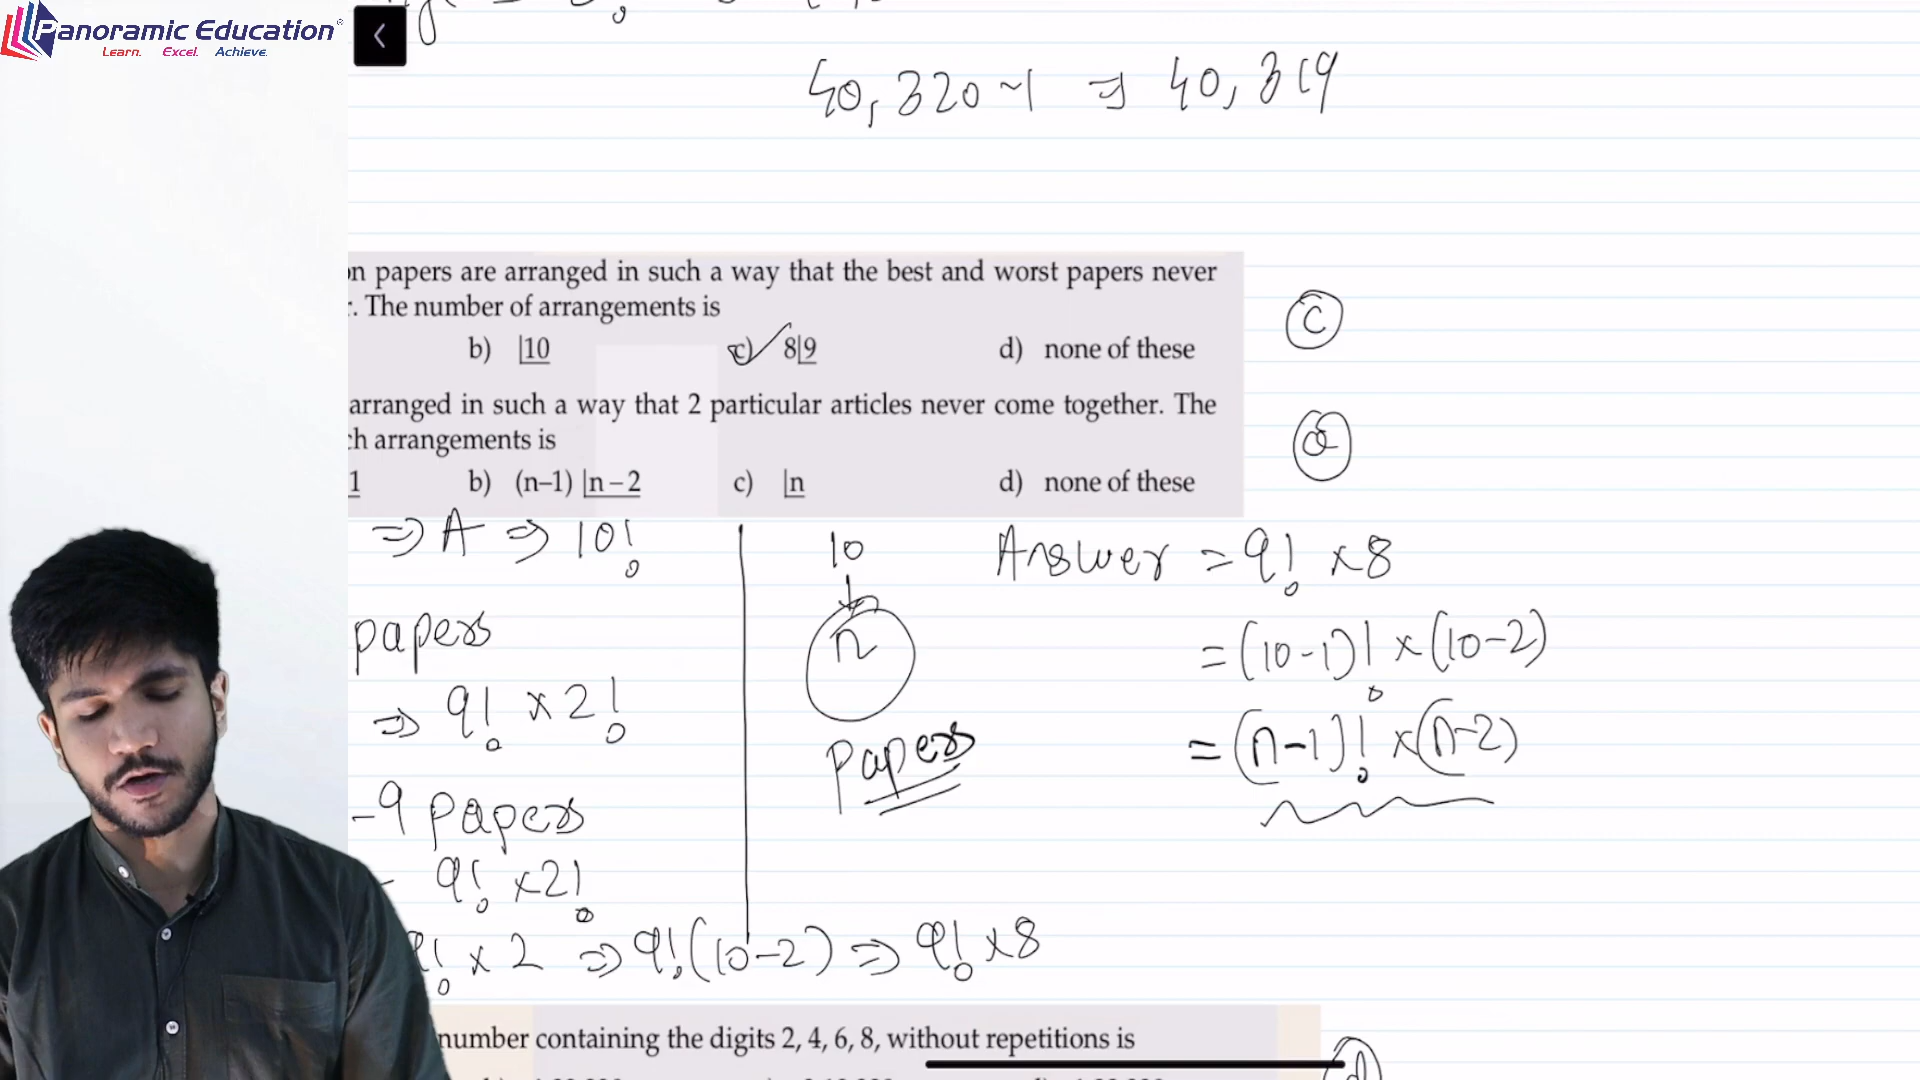 Panoramic Education®
Learn. Excel. Achieve.
40,320-1 ⇒ 40,319
on papers are arranged in such a way that the best and worst papers never
r. The number of arrangements is
b) |10 c) 8|9 d) none of these
C
arranged in such a way that 2 particular articles never come together. The
ch arrangements is
a
1 b) (n–1) |n – 2 c) |n d) none of these
⇒ A ⇒ 10!
papers
⇒ 9! × 2!
-9 papers
- 9! × 2!
9! × 2 ⇒ 9! (10-2) ⇒ 9! × 8
10
n
papers
Answer = 9! × 8
= (10-1)! × (10-2)
= (n-1)! × (n-2)
number containing the digits 2, 4, 6, 8, without repetitions is
d